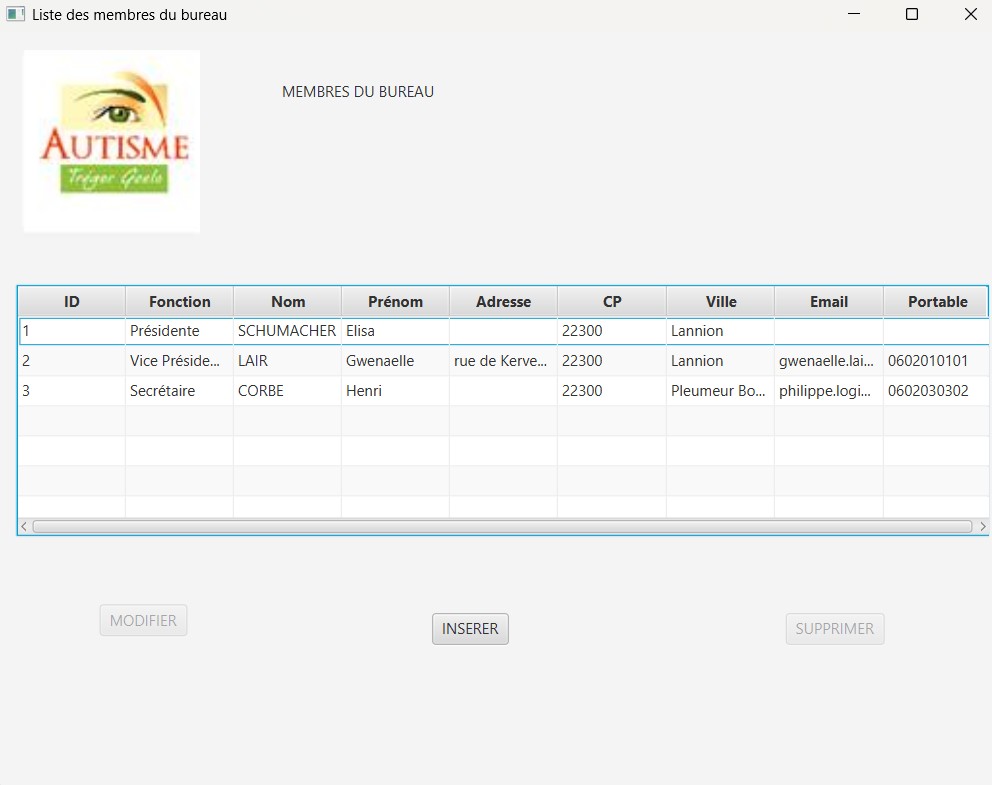 Liste des membres du bureau
MEMBRES DU BUREAU
AUTISME
Trégor Goelo
ID Fonction Nom Prénom Adresse CP Ville Email Portable
1 Présidente SCHUMACHER Elisa 22300 Lannion
2 Vice Préside... LAIR Gwenaelle rue de Kerve... 22300 Lannion gwenaelle.lai... 0602010101
3 Secrétaire CORBE Henri 22300 Pleumeur Bo... philippe.logi... 0602030302
MODIFIER
INSERER
SUPPRIMER